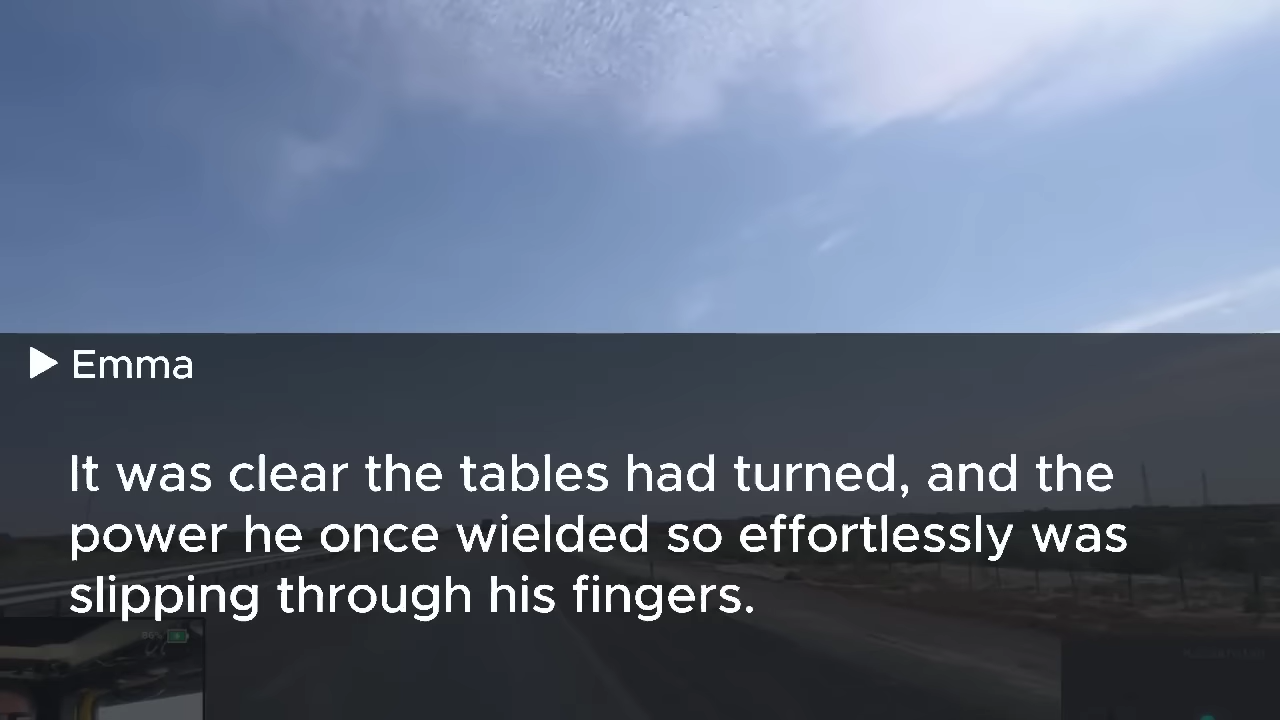 Emma
It was clear the tables had turned, and the
power he once wielded so effortlessly was
slipping through his fingers.
86%